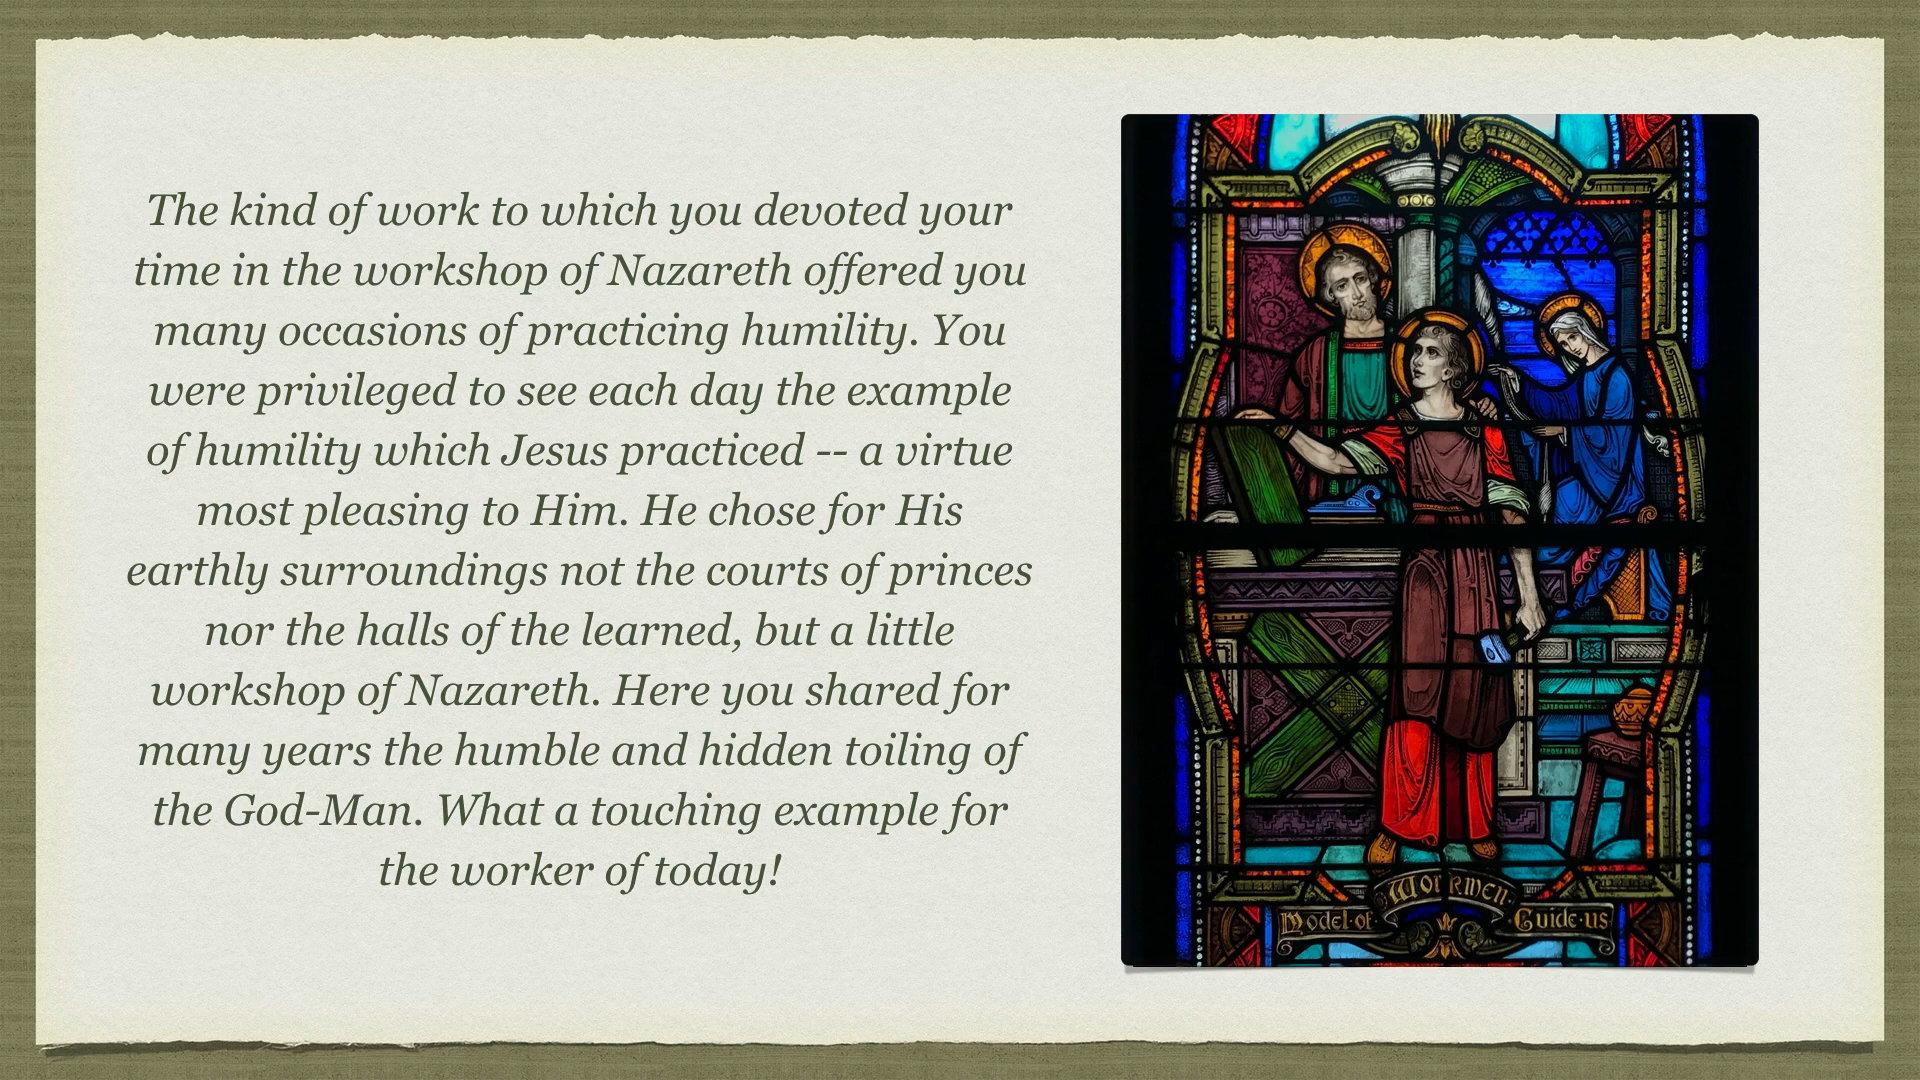 The kind of work to which you devoted your
time in the workshop of Nazareth offered you
many occasions of practicing humility. You
were privileged to see each day the example
of humility which Jesus practiced -- a virtue
most pleasing to Him. He chose for His
earthly surroundings not the courts of princes
nor the halls of the learned, but a little
workshop of Nazareth. Here you shared for
many years the humble and hidden toiling of
the God-Man. What a touching example for
the worker of today!
Model·of· Workmen· Guide·us